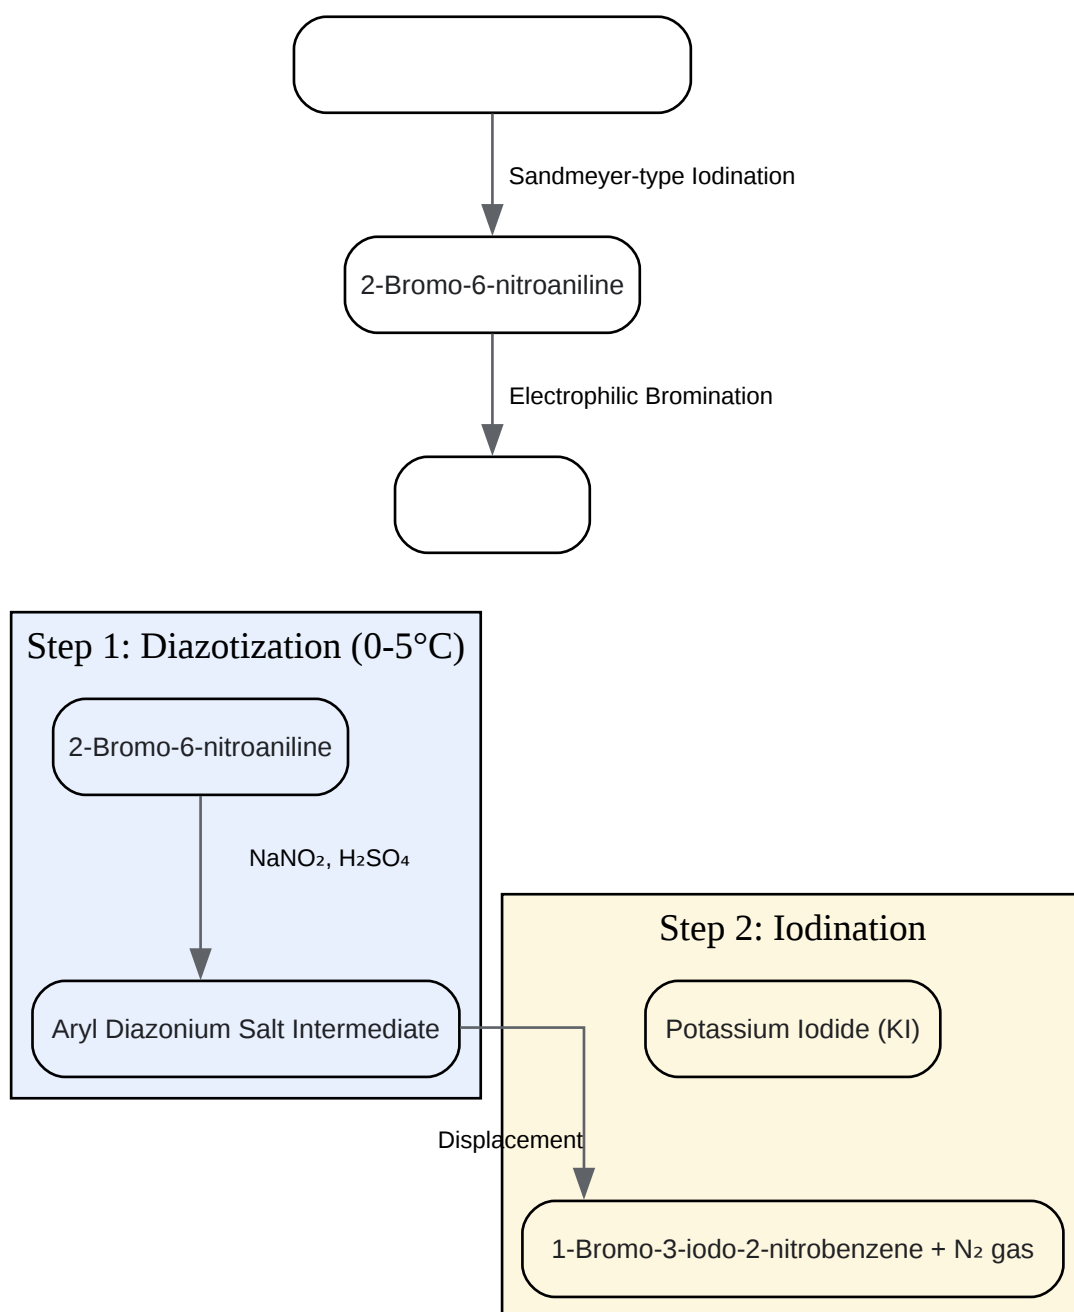 Sandmeyer-type Iodination
2-Bromo-6-nitroaniline
Electrophilic Bromination
Step 1: Diazotization (0-5°C)
2-Bromo-6-nitroaniline
NaNO₂, H₂SO₄
Aryl Diazonium Salt Intermediate
Step 2: Iodination
Potassium Iodide (KI)
Displacement
1-Bromo-3-iodo-2-nitrobenzene + N₂ gas